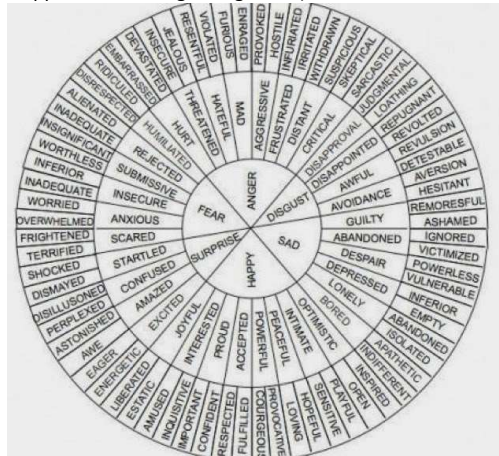 ANGER
DISGUST
SAD
HAPPY
SURPRISE
FEAR
HURT
THREATENED
HATEFUL
MAD
AGGRESSIVE
FRUSTRATED
DISTANT
CRITICAL
DISAPPROVAL
DISAPPOINTED
AWFUL
AVOIDANCE
GUILTY
ABANDONED
DESPAIR
DEPRESSED
LONELY
BORED
OPTIMISTIC
INTIMATE
PEACEFUL
POWERFUL
ACCEPTED
PROUD
INTERESTED
JOYFUL
EXCITED
AMAZED
CONFUSED
STARTLED
SCARED
ANXIOUS
INSECURE
SUBMISSIVE
REJECTED
HUMILIATED
EMBARRASSED
DEVASTATED
INSECURE
JEALOUS
RESENTFUL
VIOLATED
FURIOUS
ENRAGED
PROVOKED
HOSTILE
INFURIATED
IRRITATED
WITHDRAWN
SUSPICIOUS
SKEPTICAL
SARCASTIC
JUDGMENTAL
LOATHING
REPUGNANT
REVOLTED
REVULSION
DETESTABLE
AVERSION
HESITANT
REMORESFUL
ASHAMED
IGNORED
VICTIMIZED
POWERLESS
VULNERABLE
INFERIOR
EMPTY
ABANDONED
ISOLATED
APATHETIC
INDIFFERENT
INSPIRED
OPEN
PLAYFUL
SENSITIVE
HOPEFUL
LOVING
PROVOCATIVE
COURGEOUS
FULFILLED
RESPECTED
CONFIDENT
IMPORTANT
INQUISITIVE
AMUSED
ESTATIC
LIBERATED
ENERGETIC
EAGER
AWE
ASTONISHED
PERPLEXED
DISILLUSONED
DISMAYED
SHOCKED
TERRIFIED
FRIGHTENED
OVERWHELMED
WORRIED
INADEQUATE
INFERIOR
WORTHLESS
INSIGNIFICANT
INADEQUATE
ALIENATED
DISRESPECTED
RIDICULED